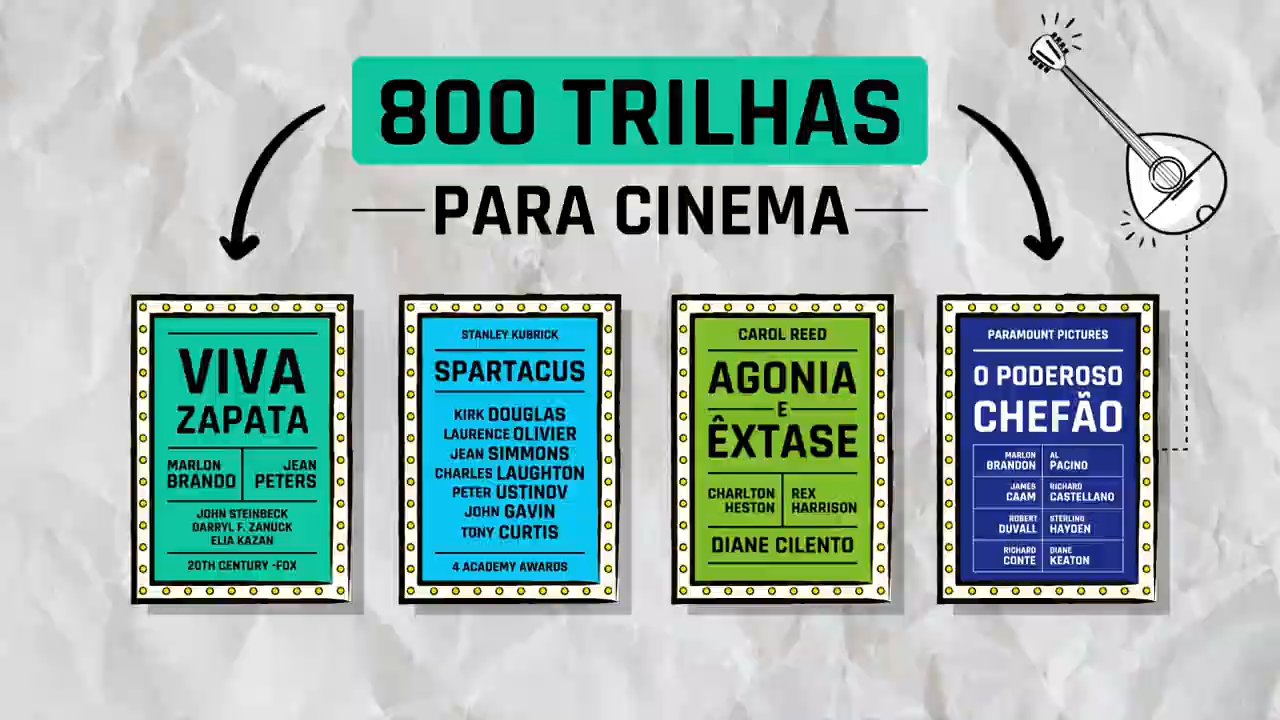 800 TRILHAS
PARA CINEMA
VIVA
ZAPATA
MARLON BRANDO
JEAN PETERS
JOHN STEINBECK
DARRYL F. ZANUCK
ELIA KAZAN
20TH CENTURY -FOX
STANLEY KUBRICK
SPARTACUS
KIRK DOUGLAS
LAURENCE OLIVIER
JEAN SIMMONS
CHARLES LAUGHTON
PETER USTINOV
JOHN GAVIN
TONY CURTIS
4 ACADEMY AWARDS
CAROL REED
AGONIA
E
ÊXTASE
CHARLTON HESTON
REX HARRISON
DIANE CILENTO
PARAMOUNT PICTURES
O PODEROSO
CHEFÃO
MARLON BRANDON
AL PACINO
JAMES CAAM
RICHARD CASTELLANO
ROBERT DUVALL
STERLING HAYDEN
RICHARD CONTE
DIANE KEATON